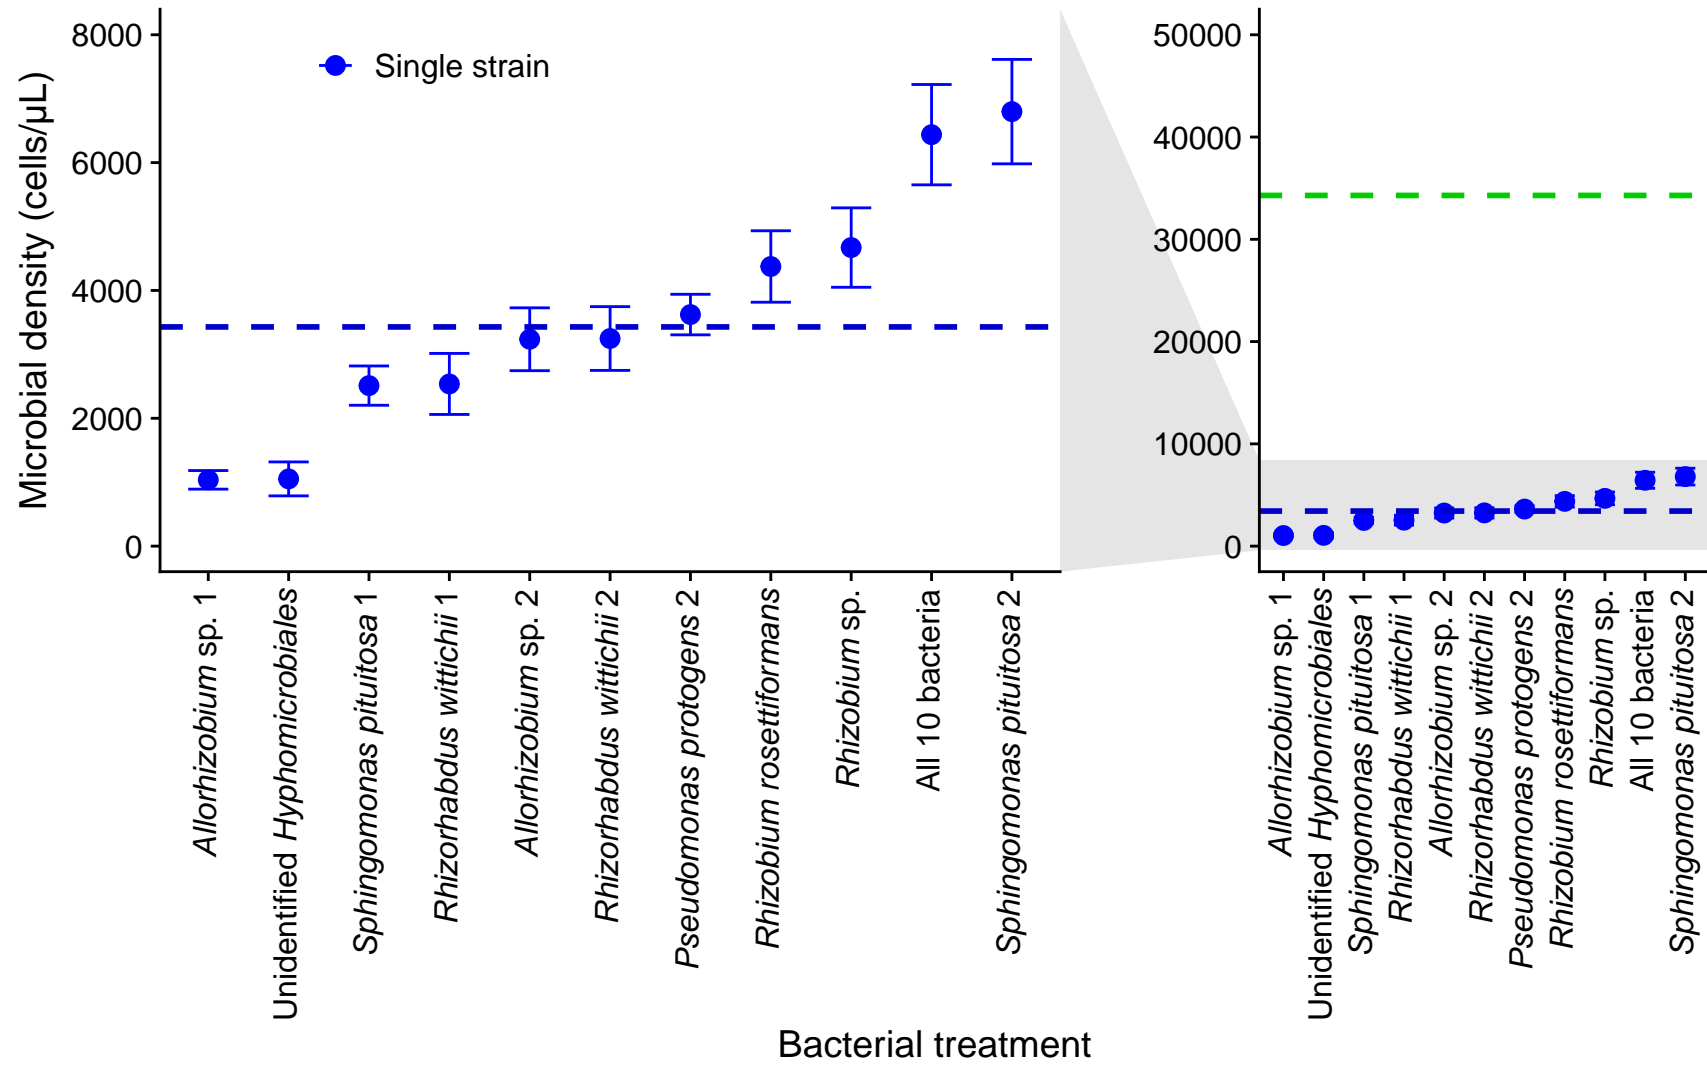 Microbial density (cells/µL)
8000
6000
4000
2000
0
Single strain
Allorhizobium sp. 1
Unidentified Hyphomicrobiales
Sphingomonas pituitosa 1
Rhizorhabdus wittichii 1
Allorhizobium sp. 2
Rhizorhabdus wittichii 2
Pseudomonas protogens 2
Rhizobium rosettiformans
Rhizobium sp.
All 10 bacteria
Sphingomonas pituitosa 2
50000
40000
30000
20000
10000
0
Allorhizobium sp. 1
Unidentified Hyphomicrobiales
Sphingomonas pituitosa 1
Rhizorhabdus wittichii 1
Allorhizobium sp. 2
Rhizorhabdus wittichii 2
Pseudomonas protogens 2
Rhizobium rosettiformans
Rhizobium sp.
All 10 bacteria
Sphingomonas pituitosa 2
Bacterial treatment